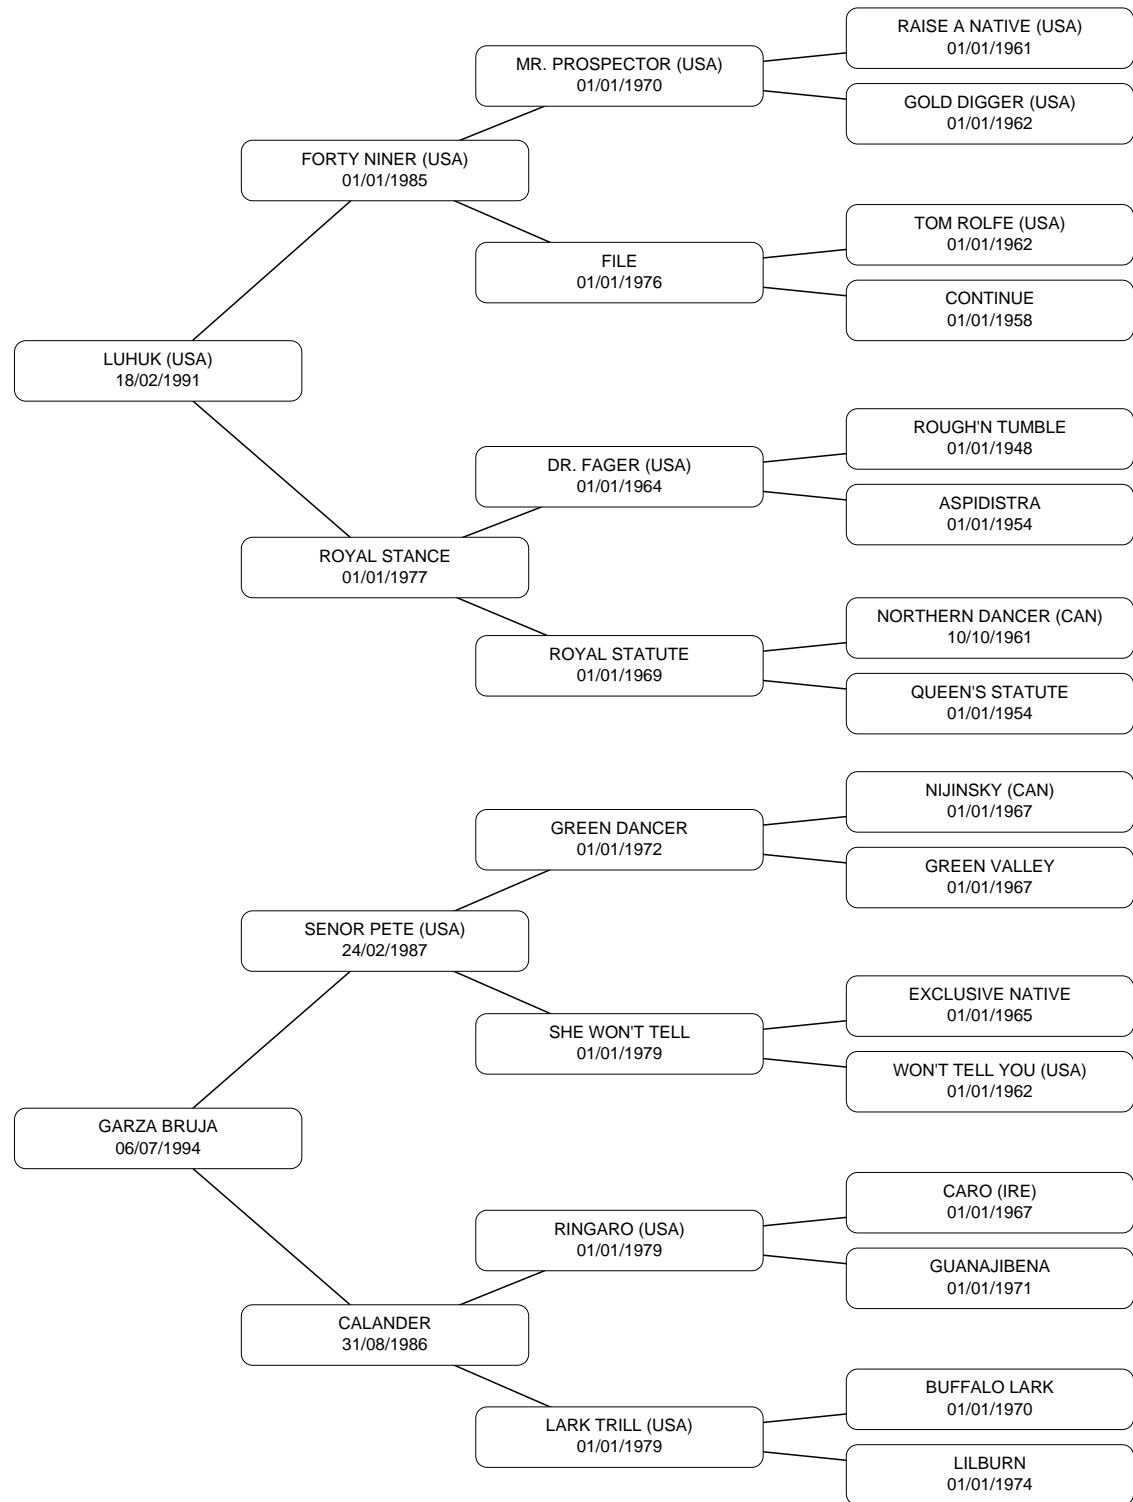 RAISE A NATIVE (USA)
01/01/1961
MR. PROSPECTOR (USA)
01/01/1970
GOLD DIGGER (USA)
01/01/1962
FORTY NINER (USA)
01/01/1985
TOM ROLFE (USA)
01/01/1962
FILE
01/01/1976
CONTINUE
01/01/1958
LUHUK (USA)
18/02/1991
ROUGH'N TUMBLE
01/01/1948
DR. FAGER (USA)
01/01/1964
ASPIDISTRA
01/01/1954
ROYAL STANCE
01/01/1977
NORTHERN DANCER (CAN)
10/10/1961
ROYAL STATUTE
01/01/1969
QUEEN'S STATUTE
01/01/1954
NIJINSKY (CAN)
01/01/1967
GREEN DANCER
01/01/1972
GREEN VALLEY
01/01/1967
SENOR PETE (USA)
24/02/1987
EXCLUSIVE NATIVE
01/01/1965
SHE WON'T TELL
01/01/1979
WON'T TELL YOU (USA)
01/01/1962
GARZA BRUJA
06/07/1994
CARO (IRE)
01/01/1967
RINGARO (USA)
01/01/1979
GUANAJIBENA
01/01/1971
CALANDER
31/08/1986
BUFFALO LARK
01/01/1970
LARK TRILL (USA)
01/01/1979
LILBURN
01/01/1974